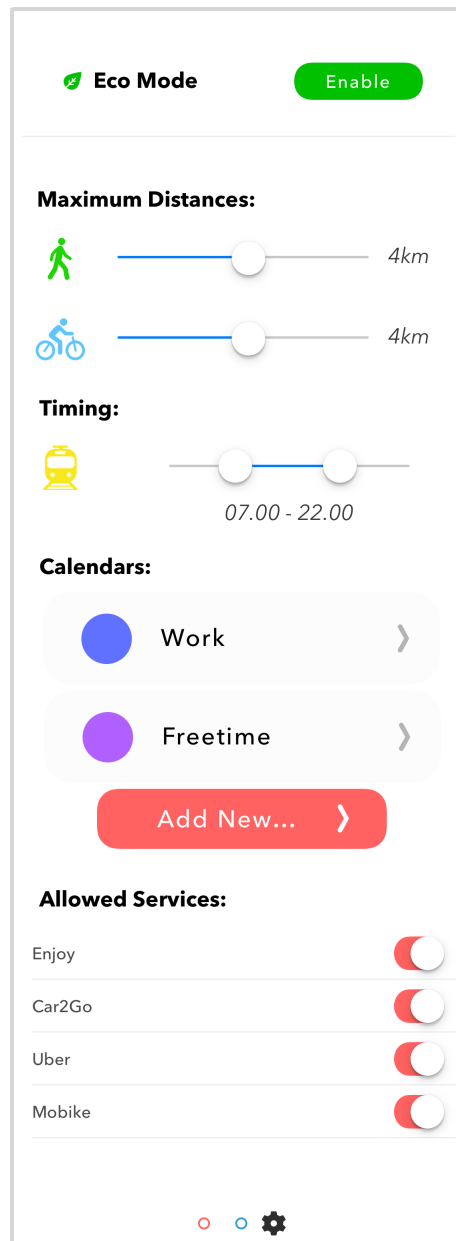 Eco Mode
Enable
Maximum Distances:
4km
4km
Timing:
07.00 - 22.00
Calendars:
Work
Freetime
Add New...
Allowed Services:
Enjoy
Car2Go
Uber
Mobike